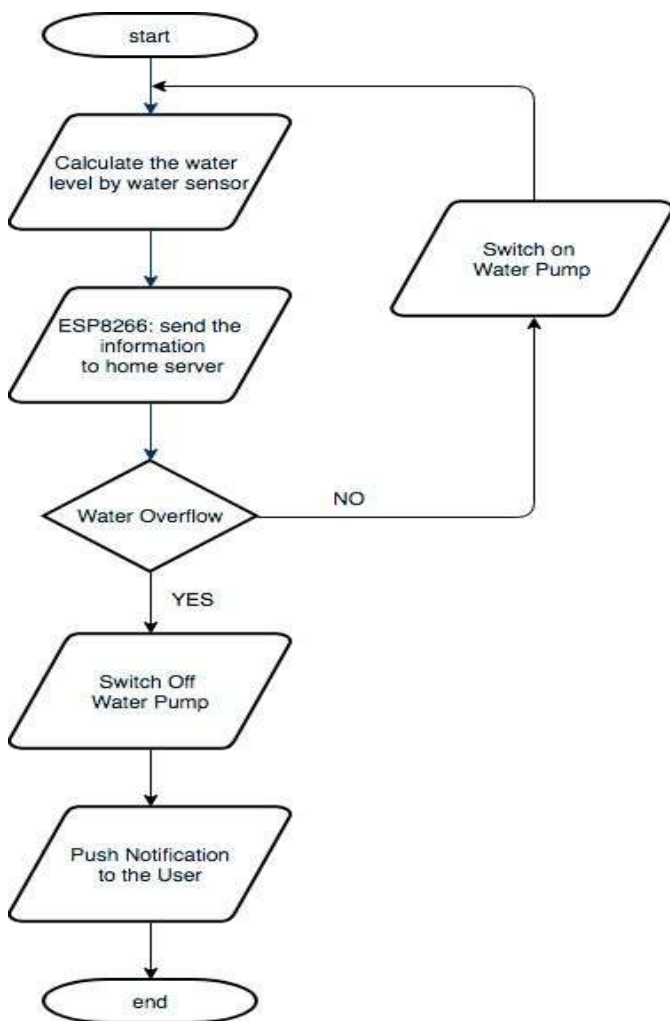 start
Calculate the water
level by water sensor
Switch on
Water Pump
ESP8266: send the
information
to home server
Water Overflow
NO
YES
Switch Off
Water Pump
Push Notification
to the User
end